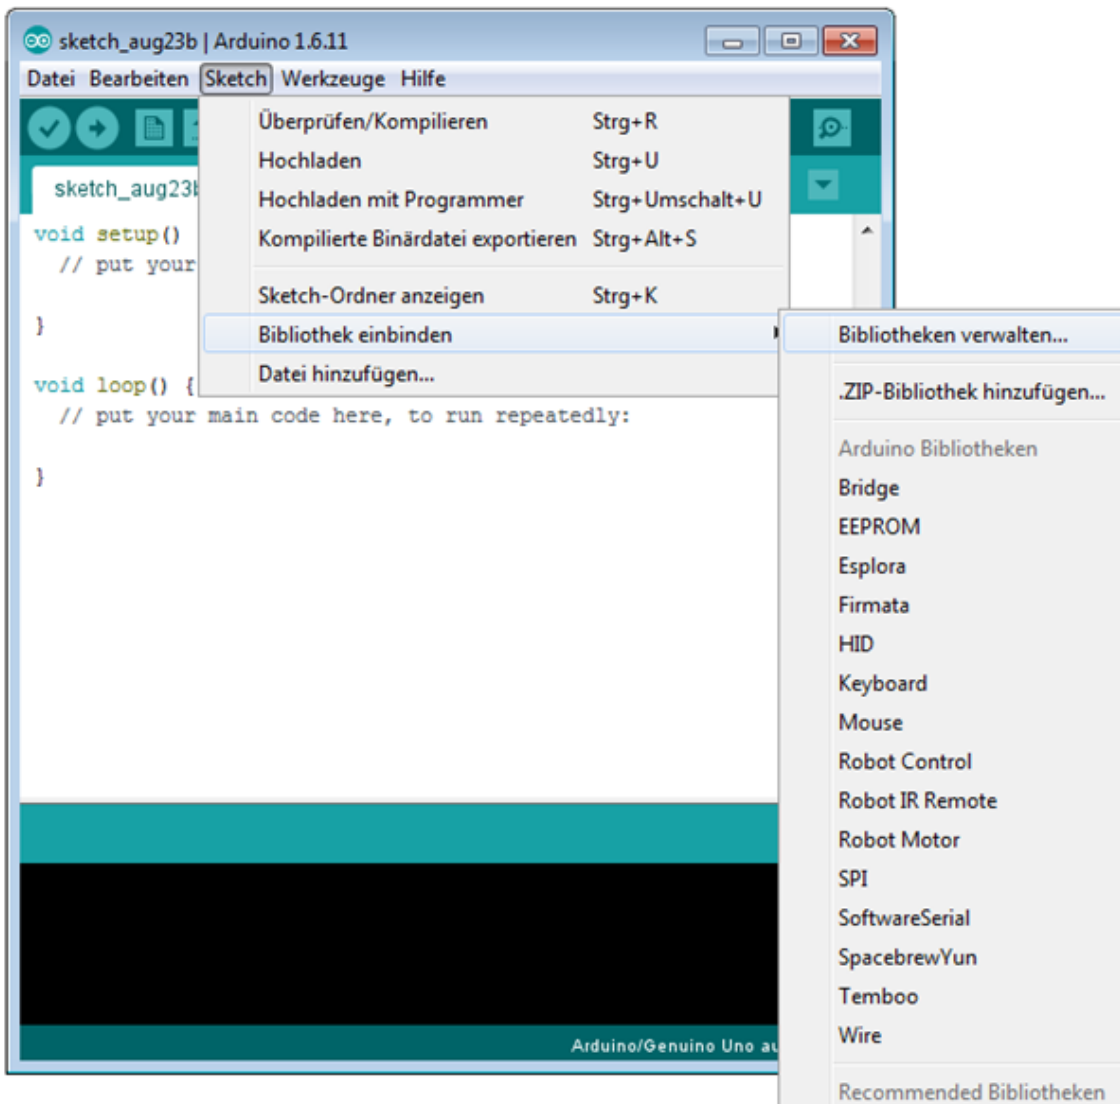 sketch_aug23b | Arduino 1.6.11
Datei Bearbeiten Sketch Werkzeuge Hilfe
Überprüfen/Kompilieren Strg+R
Hochladen Strg+U
Hochladen mit Programmer Strg+Umschalt+U
Kompilierte Binärdatei exportieren Strg+Alt+S
Sketch-Ordner anzeigen Strg+K
Bibliothek einbinden
Datei hinzufügen...
sketch_aug23b
void setup()
// put your
}
void loop() {
// put your main code here, to run repeatedly:
}
Bibliotheken verwalten...
.ZIP-Bibliothek hinzufügen...
Arduino Bibliotheken
Bridge
EEPROM
Esplora
Firmata
HID
Keyboard
Mouse
Robot Control
Robot IR Remote
Robot Motor
SPI
SoftwareSerial
SpacebrewYun
Temboo
Wire
Recommended Bibliotheken
Arduino/Genuino Uno au